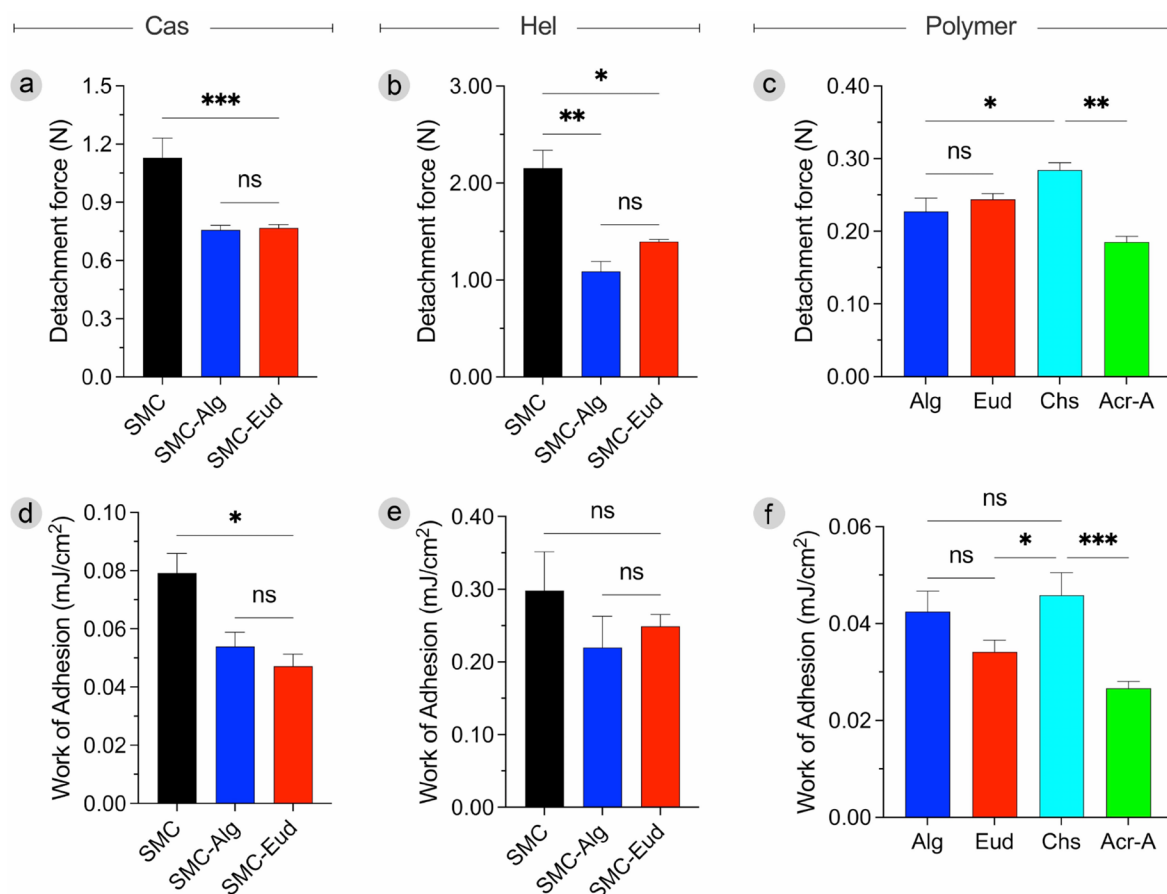 Cas
Hel
Polymer
a
Detachment force (N)
1.5
1.2
0.9
0.6
0.3
0.0
***
ns
SMC
SMC-Alg
SMC-Eud
b
Detachment force (N)
3.00
2.00
1.00
0.00
*
**
ns
SMC
SMC-Alg
SMC-Eud
c
Detachment force (N)
0.40
0.30
0.20
0.10
0.00
*
**
ns
Alg
Eud
Chs
Acr-A
d
Work of Adhesion (mJ/cm²)
0.10
0.08
0.06
0.04
0.02
0.00
*
ns
SMC
SMC-Alg
SMC-Eud
e
Work of Adhesion (mJ/cm²)
0.40
0.30
0.20
0.10
0.00
ns
ns
SMC
SMC-Alg
SMC-Eud
f
Work of Adhesion (mJ/cm²)
0.06
0.04
0.02
0.00
ns
ns
*
***
Alg
Eud
Chs
Acr-A